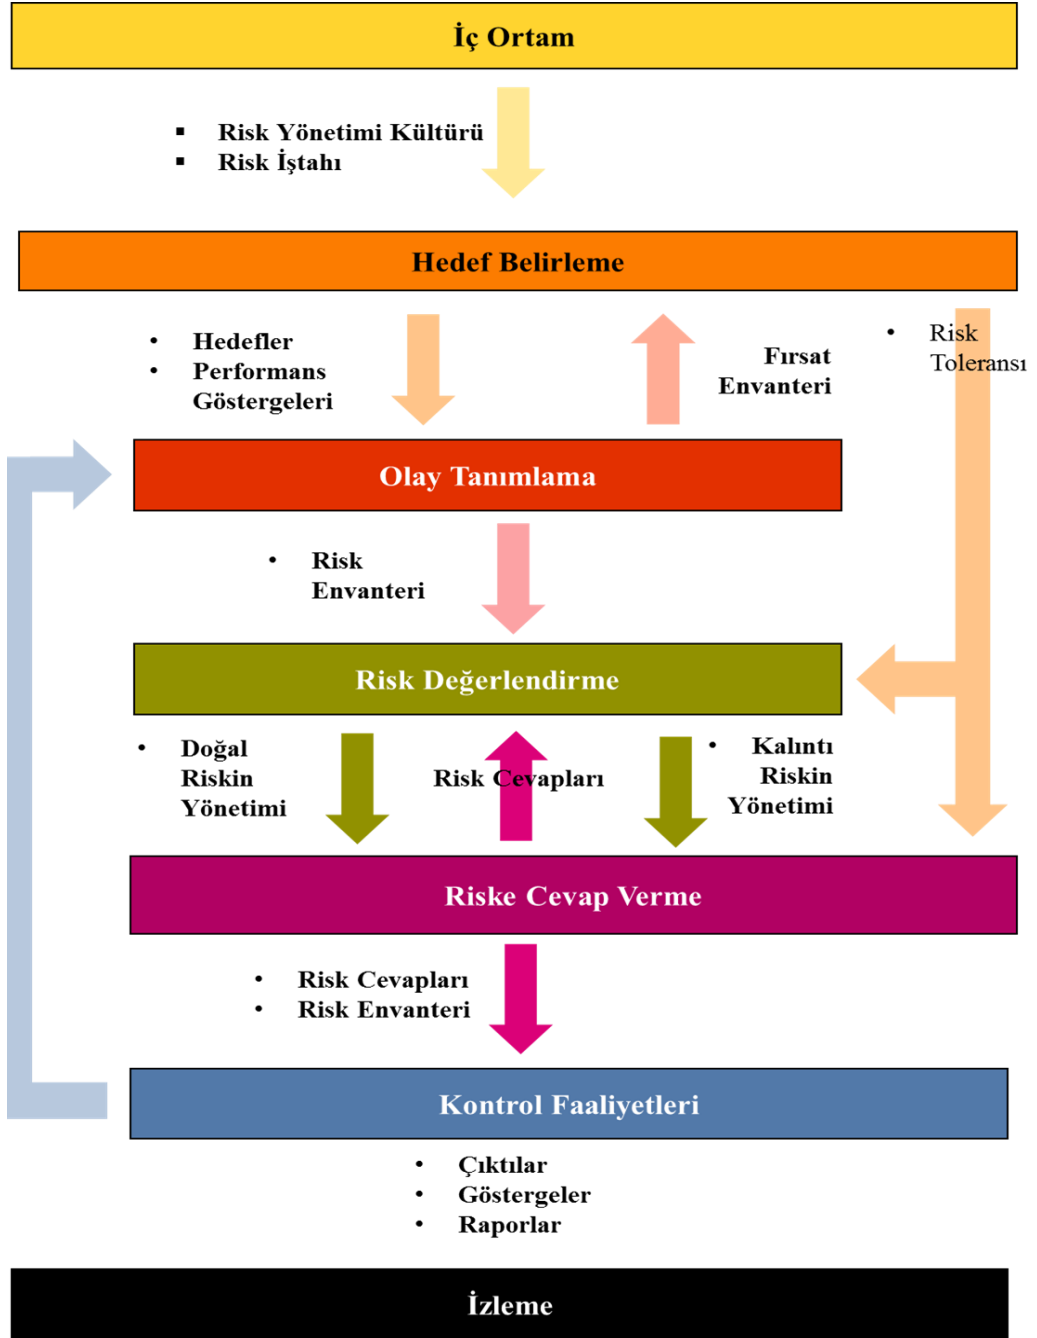 İç Ortam
▪ Risk Yönetimi Kültürü
▪ Risk İştahı
Hedef Belirleme
• Hedefler
• Performans
Göstergeleri
Fırsat
Envanteri
• Risk
Toleransı
Olay Tanımlama
• Risk
Envanteri
Risk Değerlendirme
• Doğal
Riskin
Yönetimi
Risk Cevapları
• Kalıntı
Riskin
Yönetimi
Riske Cevap Verme
• Risk Cevapları
• Risk Envanteri
Kontrol Faaliyetleri
• Çıktılar
• Göstergeler
• Raporlar
İzleme